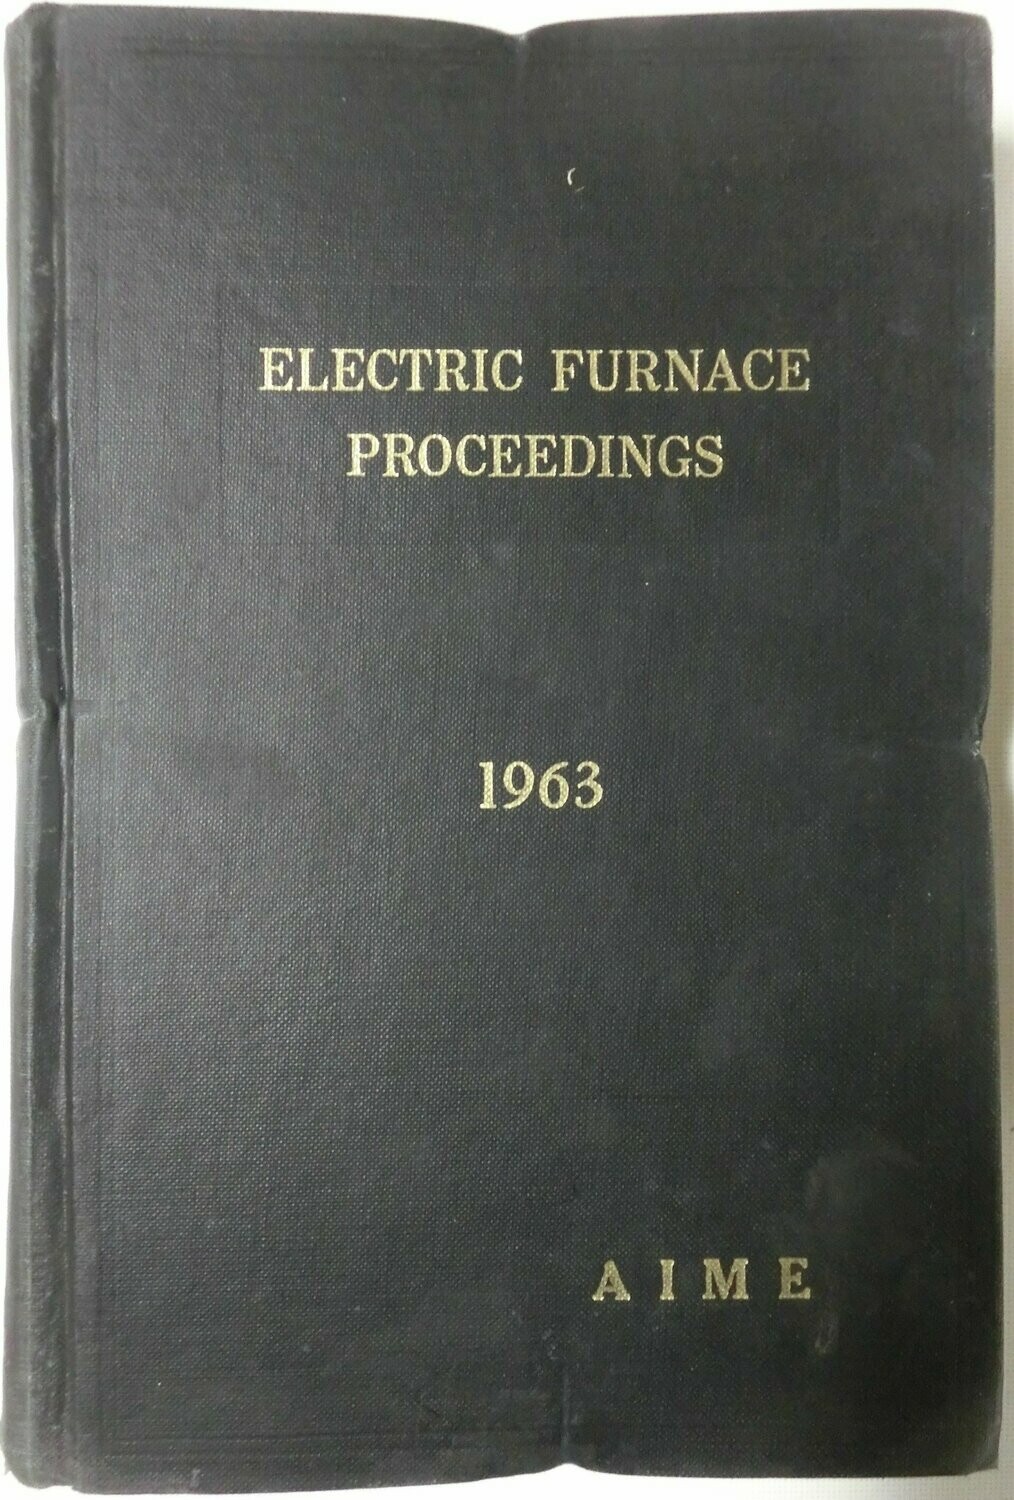 ELECTRIC FURNACE
PROCEEDINGS
1963
AIME